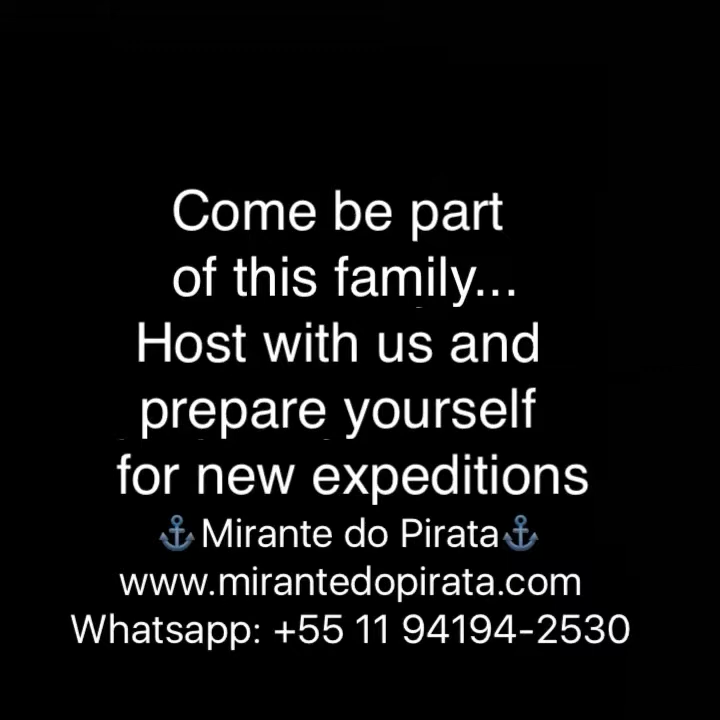 Come be part
of this family...
Host with us and
prepare yourself
for new expeditions
⚓Mirante do Pirata⚓
www.mirantedopirata.com
Whatsapp: +55 11 94194-2530